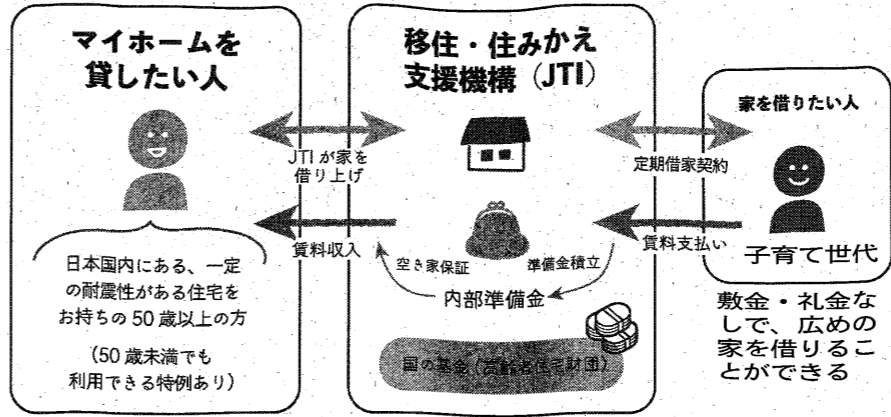 マイホームを
貸したい人
移住・住みかえ
支援機構(JTI)
家を借りたい人
JTIが家を
借り上げ
定期借家契約
賃料収入
賃料支払い
空き家保証
準備金積立
内部準備金
子育て世代
日本国内にある、一定
の耐震性がある住宅を
お持ちの50歳以上の方
(50歳未満でも
利用できる特例あり)
国の基金(高齢者住宅財団)
敷金・礼金な
しで、広めの
家を借りるこ
とができる